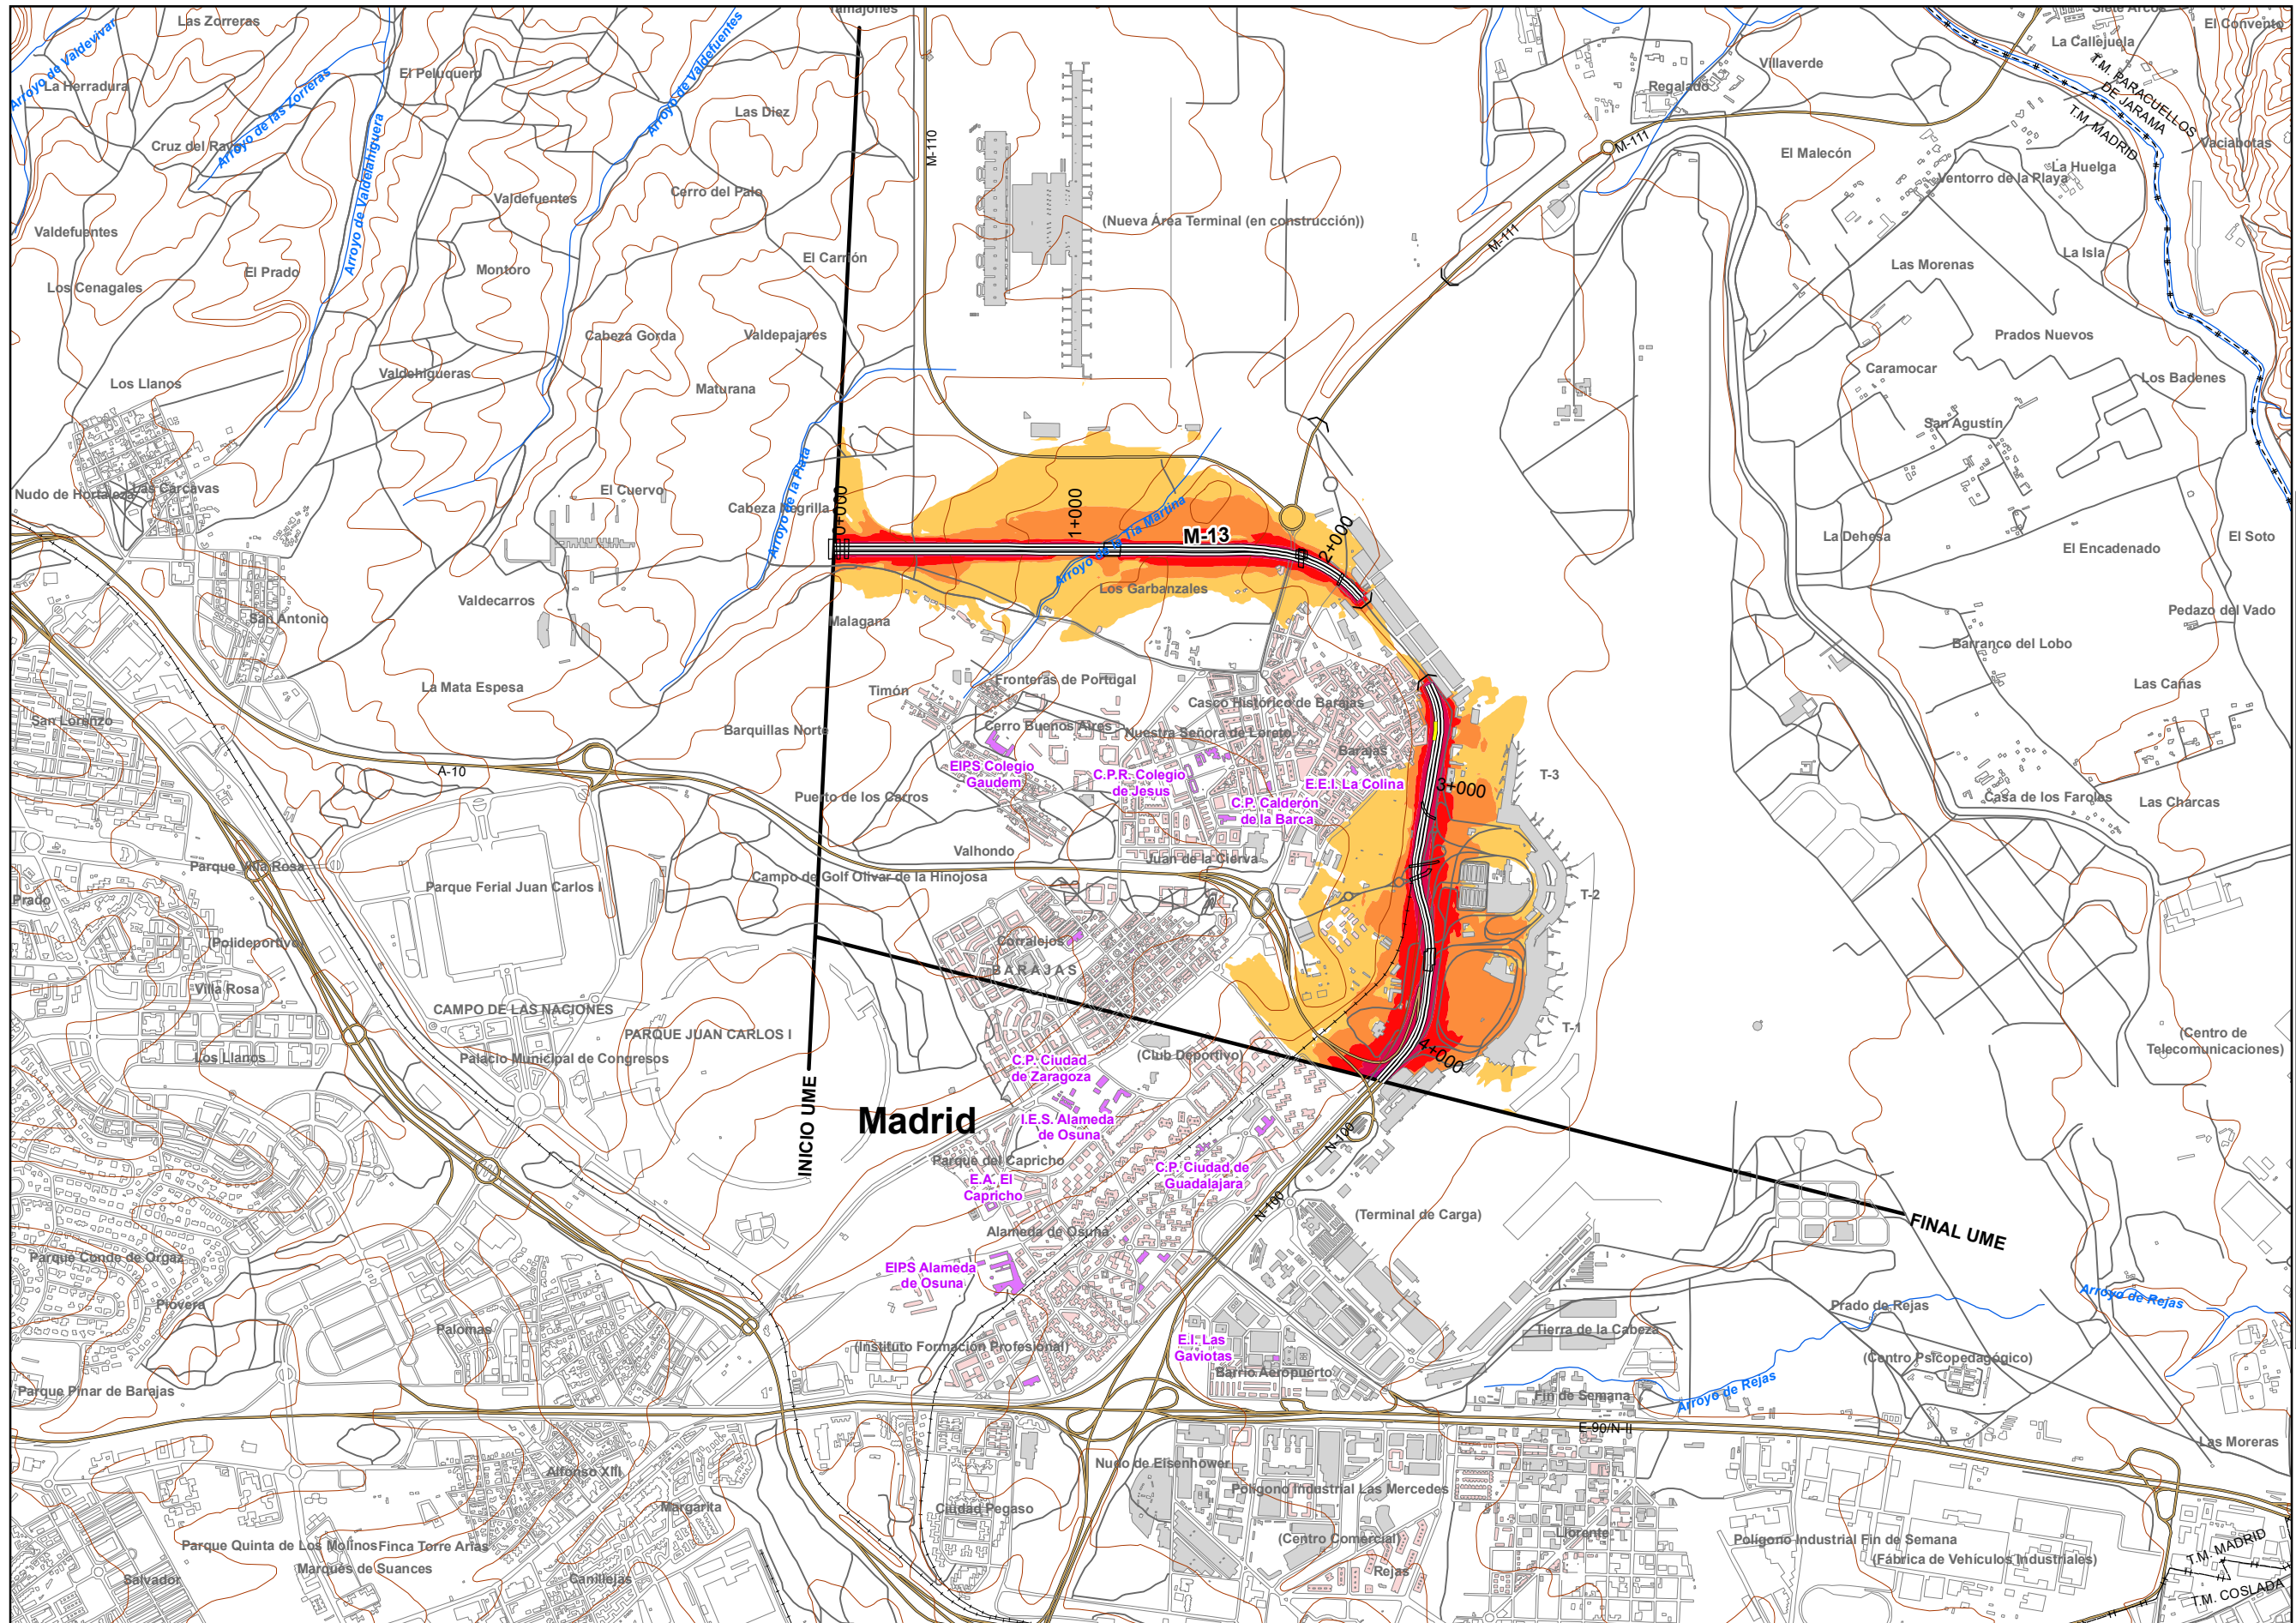 Las Zorreras
Tamajones
Siete Arcos
El Convento
La Callejuela
Arroyo de Valdevivar
La Herradura
El Peluquero
Arroyo de Valdefuentes
Villaverde
T.M. PARACUELLOS
DE JARAMA
T.M. MADRID
Regalado
Arroyo de las Zorreras
Las Diez
Cruz del Rayo
Arroyo de Valdelahiguera
M-110
M-111
El Malecón
Vaciabotas
La Huelga
Ventorro de la Playa
Valdefuentes
Cerro del Palo
(Nueva Área Terminal (en construcción))
Valdefuentes
M-111
El Prado
Montoro
El Carrión
Las Morenas
La Isla
Los Cenagales
Cabeza Gorda
Valdepajares
Prados Nuevos
Los Llanos
Valdehigueras
Maturana
Caramocar
Los Badenes
San Agustín
Nudo de Hortaleza
Las Cárcavas
El Cuervo
Cabeza Negrilla
Arroyo de la Plata
0+000
1+000
Arroyo de la Tía Martina
M-13
2+000
La Dehesa
El Encadenado
El Soto
Valdecarros
San Antonio
Malagana
Los Garbanzales
Pedazo del Vado
Barranco del Lobo
La Mata Espesa
Timón
Fronteras de Portugal
Las Cañas
San Lorenzo
Barquillas Norte
Cerro Buenos Aires
Casco Histórico de Barajas
Nuestra Señora de Loreto
Barajas
A-10
EIPS Colegio
Gaudem
C.P.R. Colegio
de Jesus
E.E.I. La Colina
3+000
T-3
Puerto de los Carros
C.P. Calderón
de la Barca
Casa de los Faroles
Las Charcas
Valhondo
Juan de la Cierva
Parque Villa Rosa
Parque Ferial Juan Carlos I
Campo de Golf Olivar de la Hinojosa
T-2
Prado
(Polideportivo)
Corralejos
BARAJAS
Villa Rosa
CAMPO DE LAS NACIONES
PARQUE JUAN CARLOS I
T-1
(Centro de
Telecomunicaciones)
Los Llanos
Palacio Municipal de Congresos
C.P. Ciudad
de Zaragoza
(Club Deportivo)
4+000
INICIO UME
Madrid
I.E.S. Alameda
de Osuna
N-100
Parque del Capricho
E.A. El
Capricho
C.P. Ciudad de
Guadalajara
N-100
(Terminal de Carga)
FINAL UME
Alameda de Osuna
Parque Conde de Orgaz
EIPS Alameda
de Osuna
Piovera
Palomas
Prado de Rejas
Arroyo de Rejas
Tierra de la Cabeza
(Instituto Formación Profesional)
E.I. Las
Gaviotas
Barrio Aeropuerto
(Centro Psicopedagógico)
Parque Pinar de Barajas
Fin de Semana
Arroyo de Rejas
E-90/N-II
Las Moreras
Alfonso XIII
Nudo de Eisenhower
Polígono Industrial Las Mercedes
Margarita
Ciudad Pegaso
(Centro Comercial)
Llorente
Polígono Industrial Fin de Semana
Parque Quinta de Los Molinos
Finca Torre Arias
(Fábrica de Vehículos Industriales)
T.M. MADRID
T.M. COSLADA
Marqués de Suances
Salvador
Canillejas
Rejas